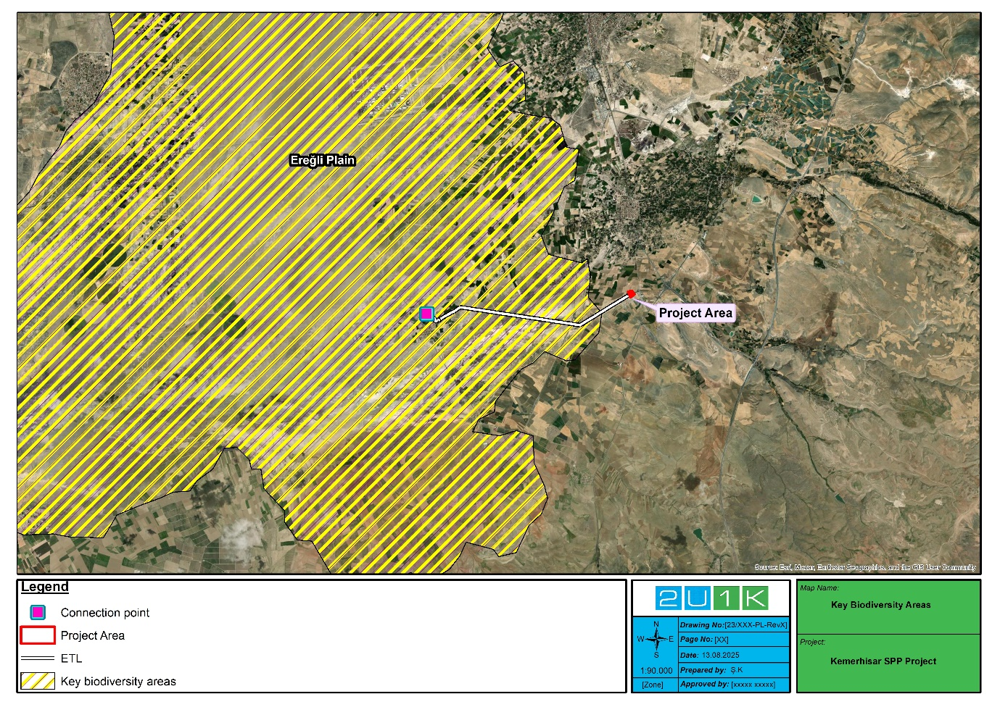 Ereğli Plain
Project Area
Source: Esri, Maxar, Earthstar Geographics, and the GIS User Community
Legend
Connection point
Project Area
ETL
Key biodiversity areas
2U1K
N
W E
S
1:90.000
[Zone]
Drawing No:[23/XXX-PL-RevX]
Page No: [XX]
Date: 13.08.2025
Prepared by: Ş.K
Approved by: [xxxxx xxxxx]
Map Name:
Key Biodiversity Areas
Project:
Kemerhisar SPP Project